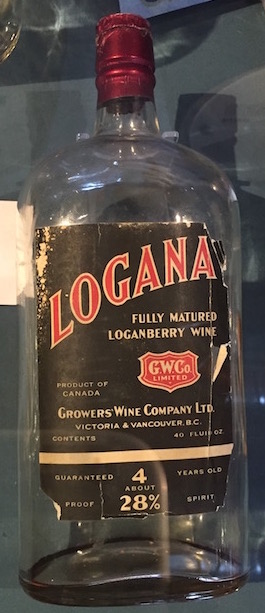 LOGANA
FULLY MATURED
LOGANBERRY WINE
G.W.Co.
LIMITED
PRODUCT OF
CANADA
GROWERS' WINE COMPANY LTD.
VICTORIA & VANCOUVER, B.C.
CONTENTS 40 FLUID OZ.
GUARANTEED 4 YEARS OLD
ABOUT
PROOF 28% SPIRIT